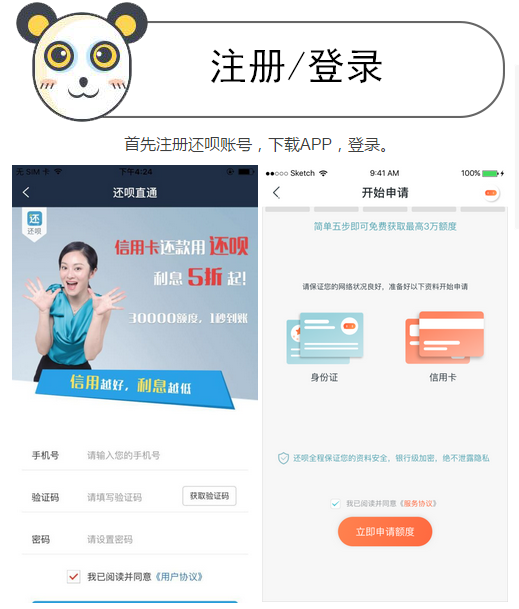 注册/登录
首先注册还呗账号，下载APP，登录。
无 SIM 卡
下午4:24
还呗直通
还
还呗
信用卡还款用 还呗
利息 5折 起!
30000额度，1秒到账
信用越好，利息越低
手机号
请输入您的手机号
验证码
请填写验证码
获取验证码
密码
请设置密码
我已阅读并同意《用户协议》
Sketch
9:41 AM
100%
开始申请
简单五步即可免费获取最高3万额度
请保证您的网络状况良好，准备好以下资料开始申请
身份证
信用卡
还呗全程保证您的资料安全，银行级加密，绝不泄露隐私
我已阅读并同意《服务协议》
立即申请额度